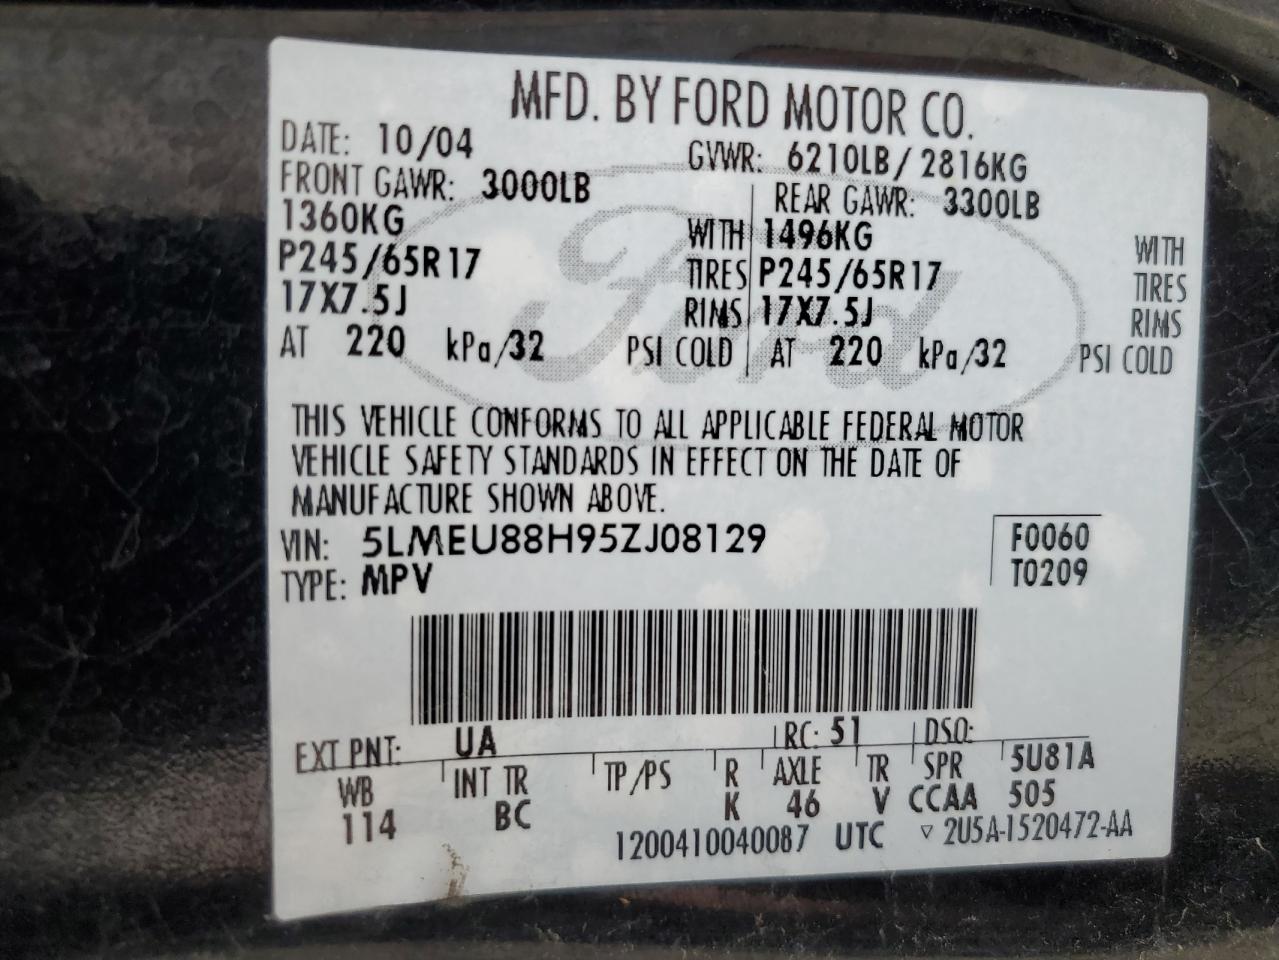 MFD. BY FORD MOTOR CO.
DATE: 10/04 GVWR: 6210LB/2816KG
FRONT GAWR: 3000LB REAR GAWR: 3300LB
1360KG WITH 1496KG WITH
P245/65R17 TIRES P245/65R17 TIRES
17X7.5J RIMS 17X7.5J RIMS
AT 220 kPa/32 PSI COLD AT 220 kPa/32 PSI COLD
Ford
THIS VEHICLE CONFORMS TO ALL APPLICABLE FEDERAL MOTOR
VEHICLE SAFETY STANDARDS IN EFFECT ON THE DATE OF
MANUFACTURE SHOWN ABOVE.
VIN: 5LMEU88H95ZJ08129 F0060
TYPE: MPV T0209
EXT PNT: UA RC: 51 DSO:
WB INT TR TP/PS R AXLE TR SPR 5U81A
114 BC K 46 V CCAA 505
1200410040087 UTC ▽ 2U5A-1520472-AA